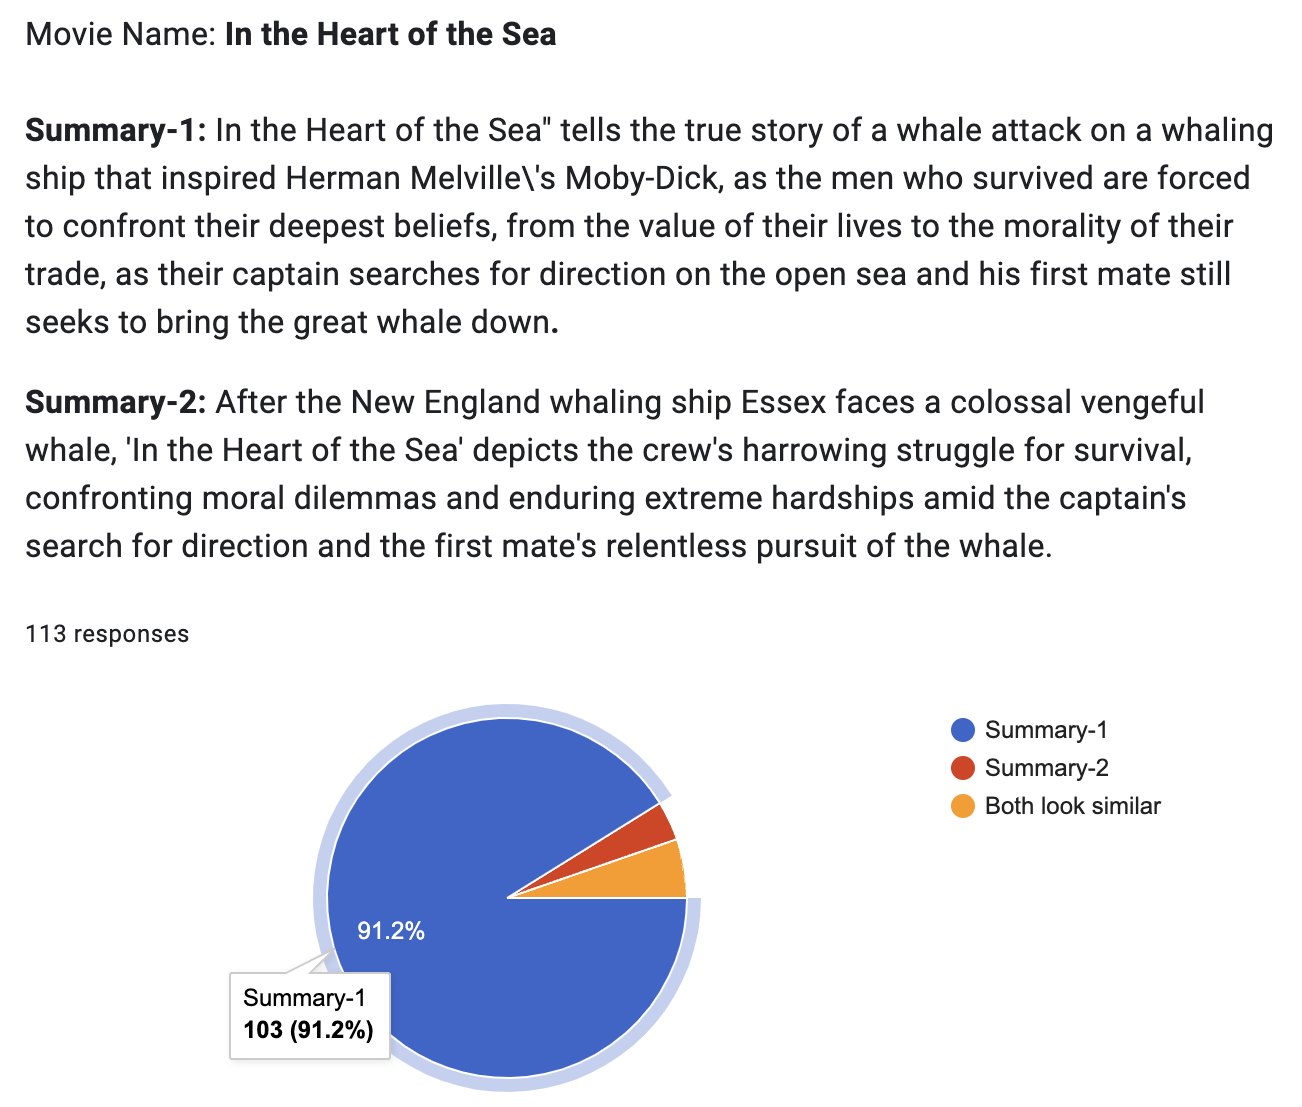 Movie Name: In the Heart of the Sea
Summary-1: In the Heart of the Sea" tells the true story of a whale attack on a whaling
ship that inspired Herman Melville\'s Moby-Dick, as the men who survived are forced
to confront their deepest beliefs, from the value of their lives to the morality of their
trade, as their captain searches for direction on the open sea and his first mate still
seeks to bring the great whale down.
Summary-2: After the New England whaling ship Essex faces a colossal vengeful
whale, 'In the Heart of the Sea' depicts the crew's harrowing struggle for survival,
confronting moral dilemmas and enduring extreme hardships amid the captain's
search for direction and the first mate's relentless pursuit of the whale.
113 responses
Summary-1
Summary-2
Both look similar
91.2%
Summary-1
103 (91.2%)